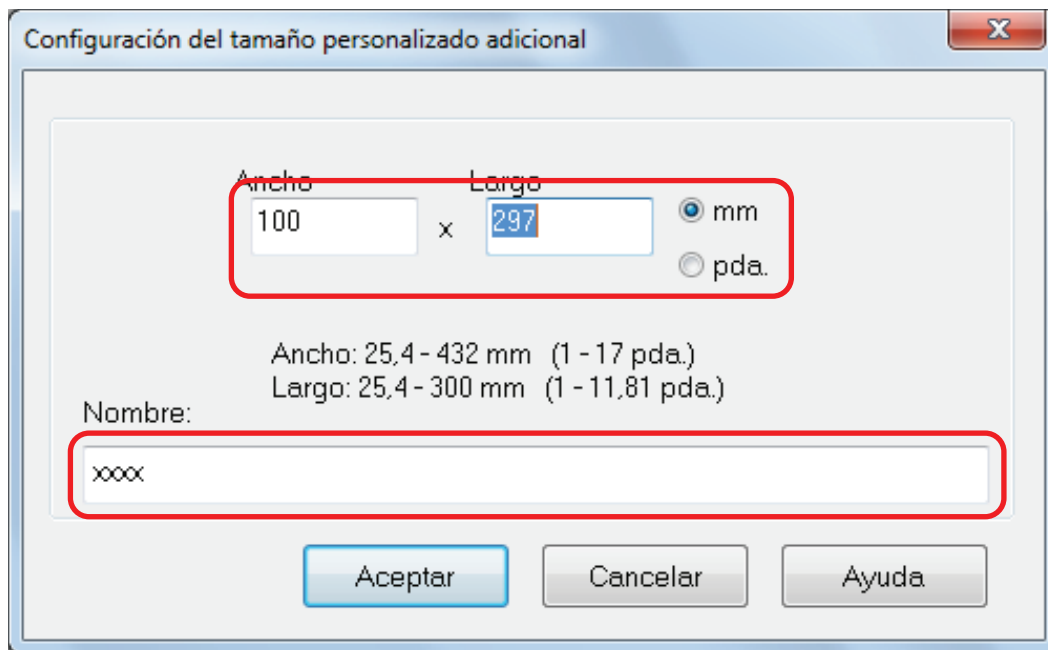 Configuración del tamaño personalizado adicional
Ancho Largo
100 x 297 mm
pda.
Ancho: 25,4 - 432 mm (1 - 17 pda.)
Largo: 25,4 - 300 mm (1 - 11,81 pda.)
Nombre:
xxxx
Aceptar Cancelar Ayuda